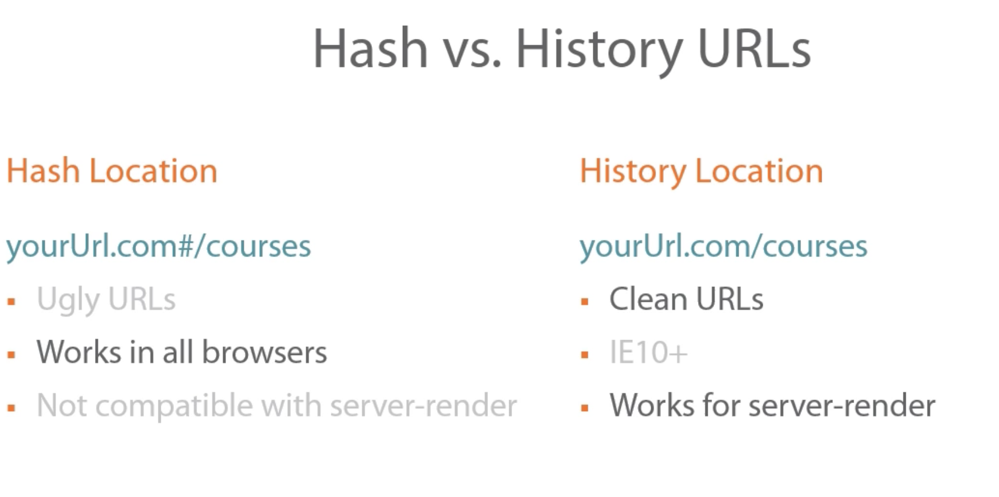 Hash vs. History URLs
Hash Location
yourUrl.com#/courses
Ugly URLs
Works in all browsers
Not compatible with server-render
History Location
yourUrl.com/courses
Clean URLs
IE10+
Works for server-render